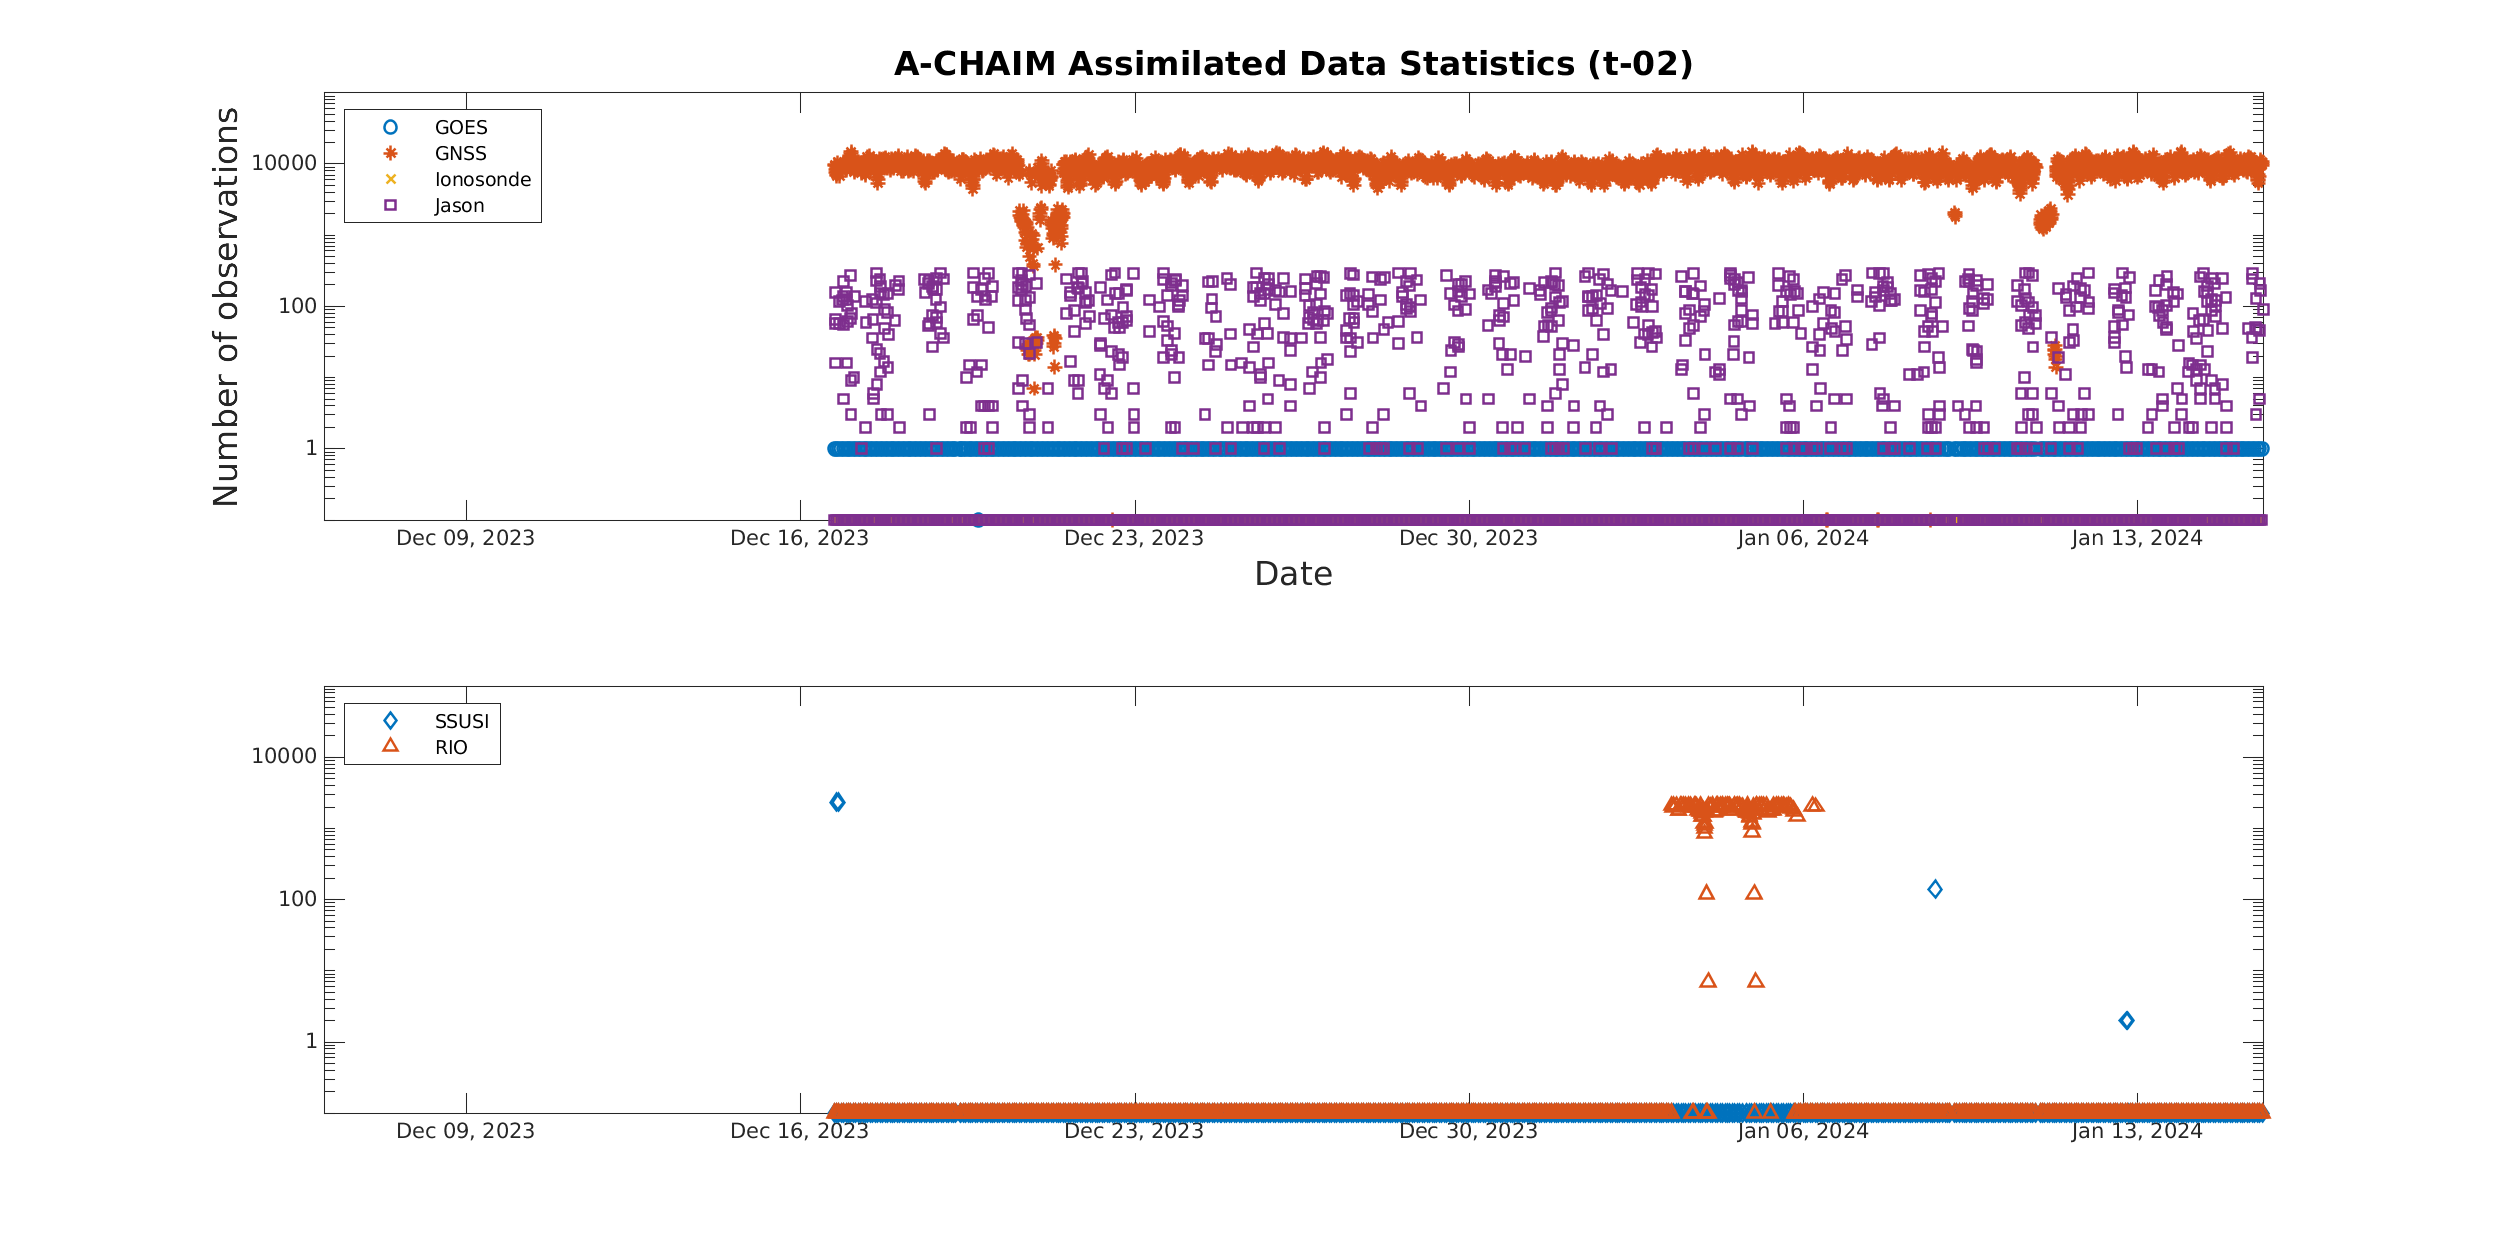 A-CHAIM Assimilated Data Statistics (t-02)
Number of observations
10000
100
1
GOES
GNSS
Ionosonde
Jason
Dec 09, 2023
Dec 16, 2023
Dec 23, 2023
Dec 30, 2023
Jan 06, 2024
Jan 13, 2024
Date
10000
100
1
SSUSI
RIO
Dec 09, 2023
Dec 16, 2023
Dec 23, 2023
Dec 30, 2023
Jan 06, 2024
Jan 13, 2024